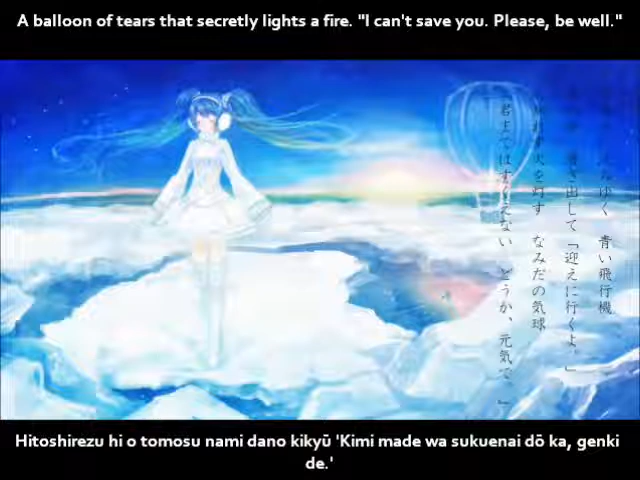 A balloon of tears that secretly lights a fire. "I can't save you. Please, be well."
青い飛行機
書き出して「迎えに行くよ。」
火を灯す なみだの気球
君まではすくえない どうか、元気で。」
Hitoshirezu hi o tomosu nami dano kikyū 'Kimi made wa sukuenai dō ka, genki
de.'